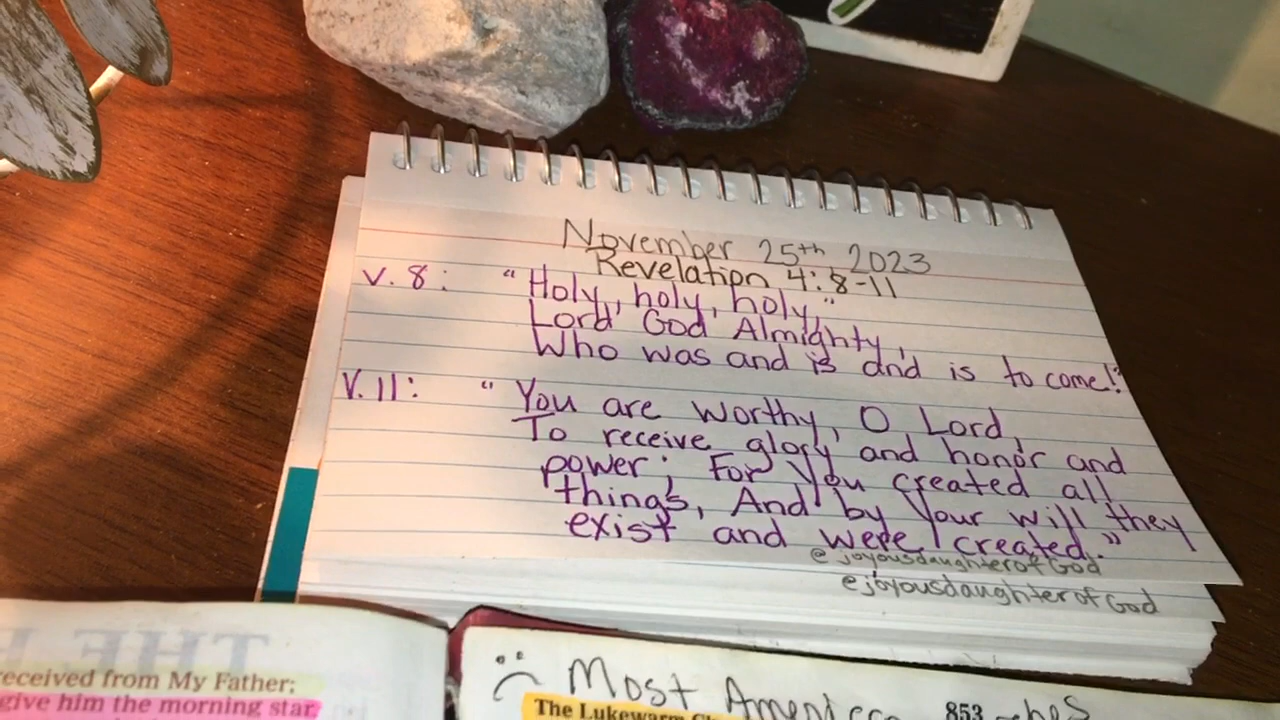 November 25th 2023
Revelation 4:8-11
V.8: "Holy, holy, holy,"
Lord God Almighty,
Who was and is and is to come!"
V.11: "You are worthy, O Lord,
To receive glory and honor and
power; For You created all
things, And by Your will they
exist and were created."
@joyousdaughterofGod
@joyousdaughterofGod
received from My Father;
give him the morning star
Most
The Lukewarm
853